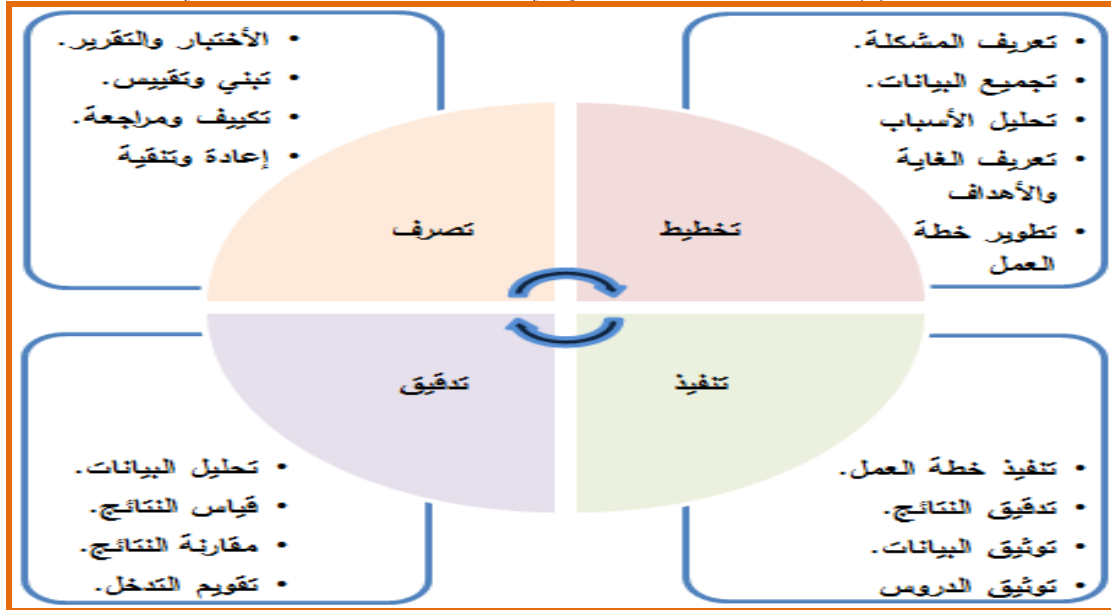 تعريف المشكلة.
تجميع البيانات.
تحليل الأسباب
تعريف الغاية
والأهداف
تطوير خطة
العمل
الأختبار والتقرير.
تبني وتقييس.
تكييف ومراجعة.
إعادة وتنقية
تخطيط
تصرف
تنفيذ
تدقيق
تنفيذ خطة العمل.
تدقيق النتائج.
توثيق البيانات.
توثيق الدروس
تحليل البيانات.
قياس النتائج.
مقارنة النتائج.
تقويم التدخل.